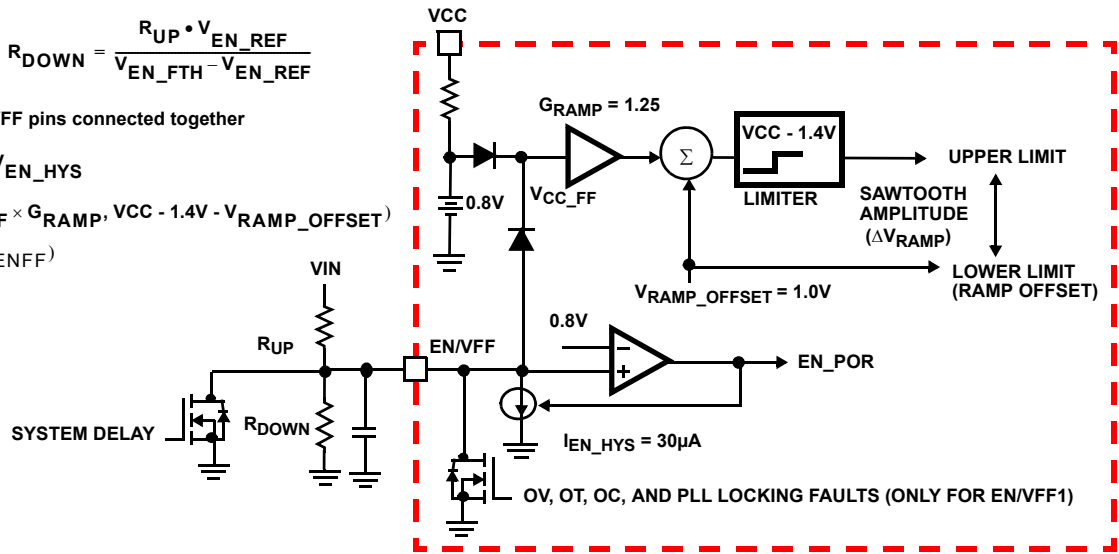 R_DOWN = R_UP • V_EN_REF / V_EN_FTH – V_EN_REF
FF pins connected together
EN_HYS
× G_RAMP, VCC - 1.4V - V_RAMP_OFFSET)
ENFF)
VCC
G_RAMP = 1.25
Σ
VCC - 1.4V
LIMITER
UPPER LIMIT
SAWTOOTH
AMPLITUDE
(ΔV_RAMP)
LOWER LIMIT
(RAMP OFFSET)
0.8V
V_CC_FF
V_RAMP_OFFSET = 1.0V
VIN
R_UP
EN/VFF
0.8V
−
+
EN_POR
SYSTEM DELAY
R_DOWN
I_EN_HYS = 30µA
OV, OT, OC, AND PLL LOCKING FAULTS (ONLY FOR EN/VFF1)